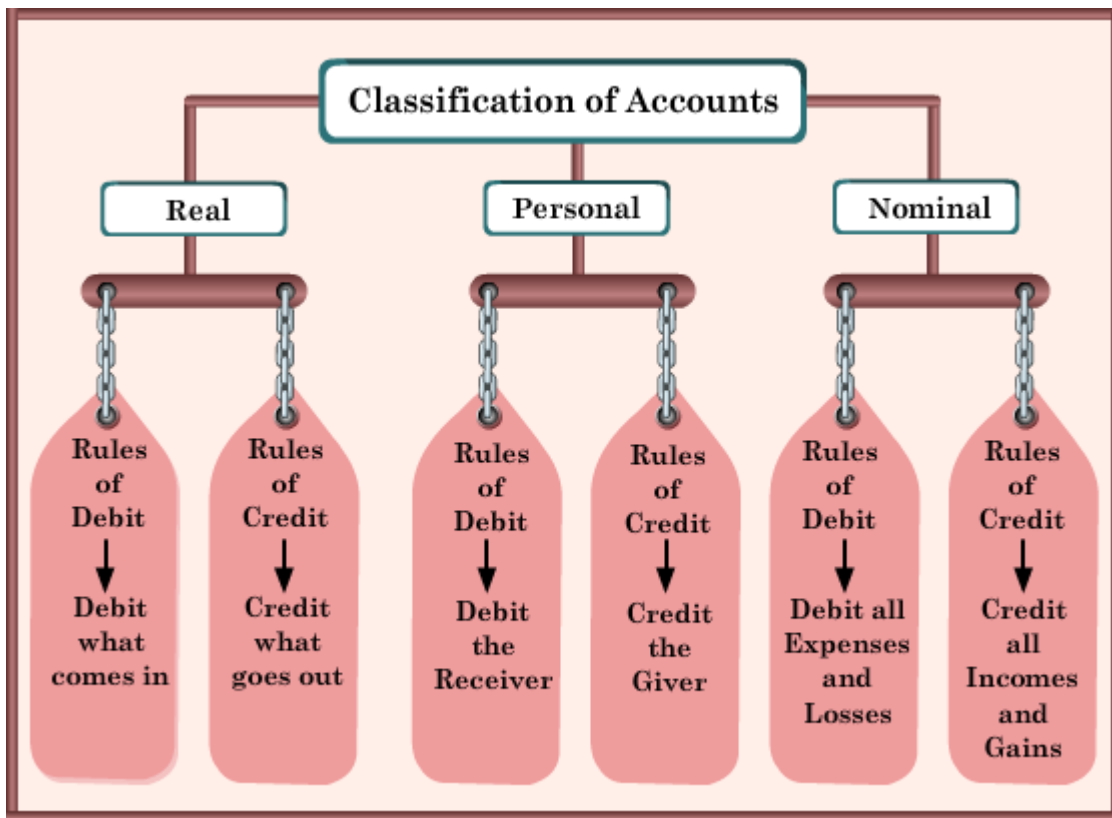 Classification of Accounts
Real
Personal
Nominal
Rules
of
Debit
Debit
what
comes in
Rules
of
Credit
Credit
what
goes out
Rules
of
Debit
Debit
the
Receiver
Rules
of
Credit
Credit
the
Giver
Rules
of
Debit
Debit all
Expenses
and
Losses
Rules
of
Credit
Credit
all
Incomes
and
Gains